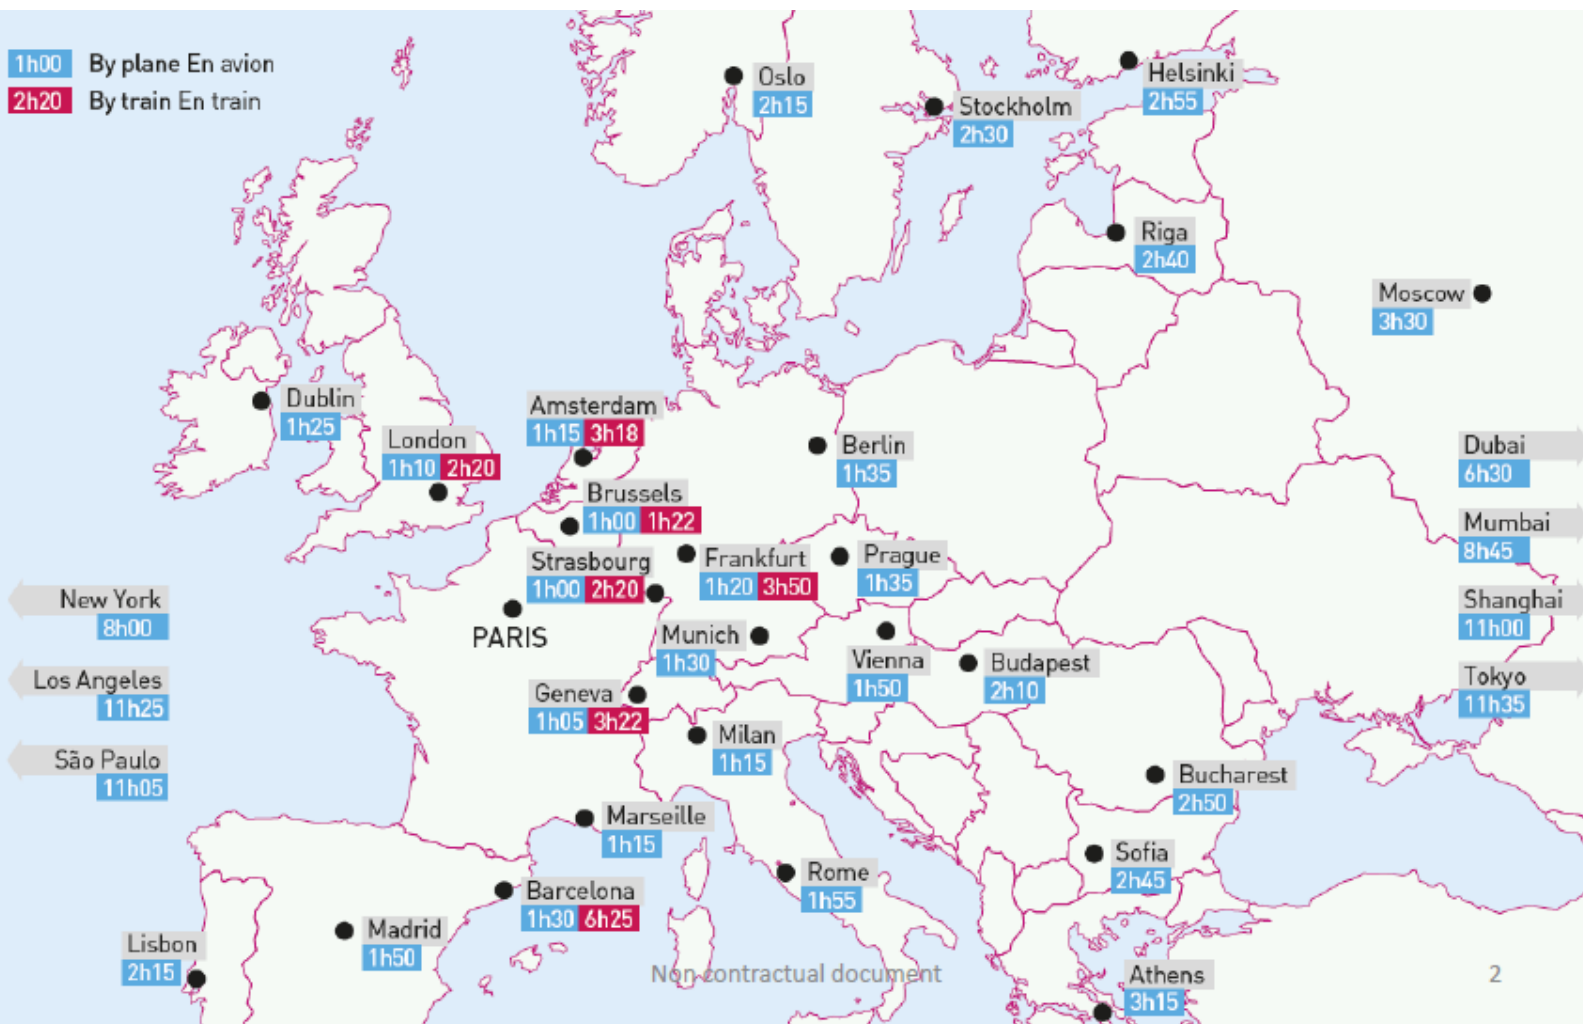 1h00 By plane En avion
2h20 By train En train
Oslo
2h15
Helsinki
2h55
Stockholm
2h30
Riga
2h40
Moscow
3h30
Dublin
1h25
London
1h10 2h20
Amsterdam
1h15 3h18
Berlin
1h35
Brussels
1h00 1h22
Strasbourg
1h00 2h20
Frankfurt
1h20 3h50
Prague
1h35
PARIS
Munich
1h30
Vienna
1h50
Budapest
2h10
Geneva
1h05 3h22
Milan
1h15
Bucharest
2h50
Marseille
1h15
Sofia
2h45
Rome
1h55
Barcelona
1h30 6h25
Madrid
1h50
Lisbon
2h15
Athens
3h15
New York
8h00
Los Angeles
11h25
São Paulo
11h05
Dubai
6h30
Mumbai
8h45
Shanghai
11h00
Tokyo
11h35
Non contractual document
2